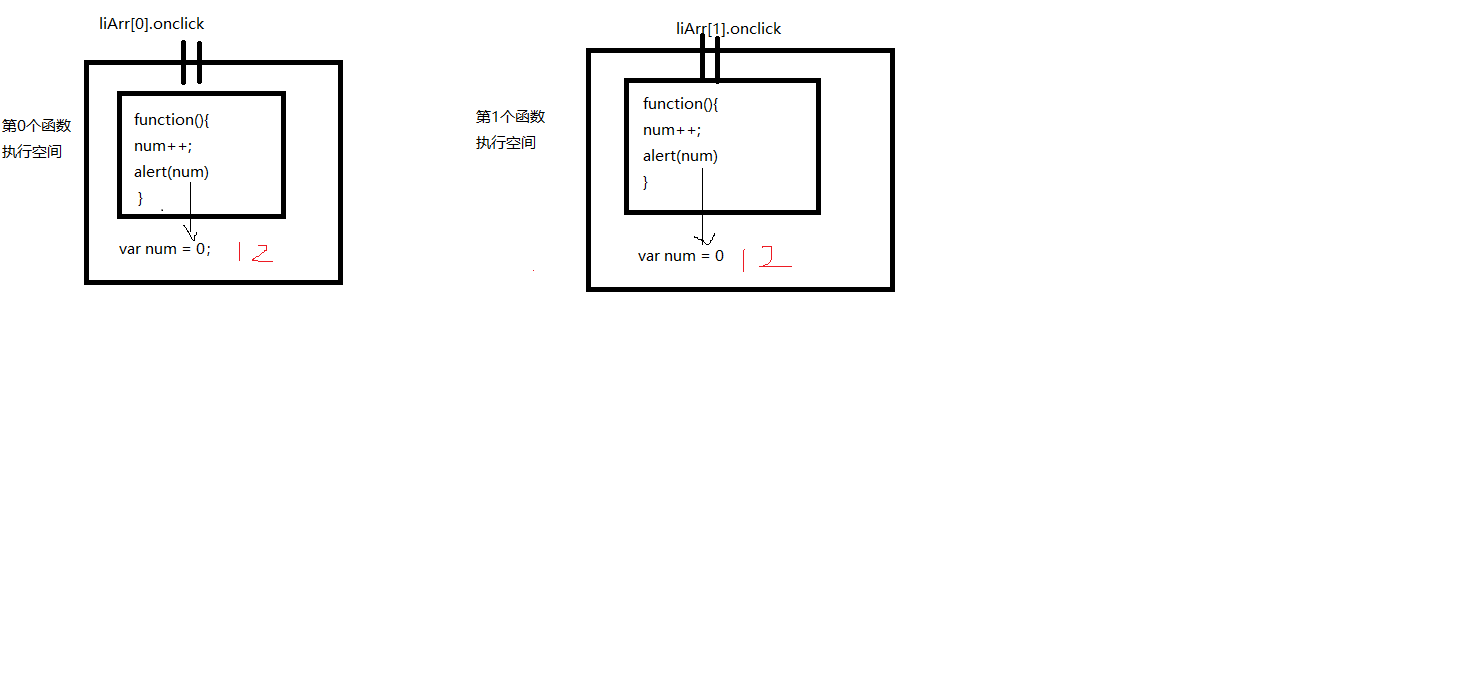 liArr[0].onclick
第0个函数
执行空间
function(){
num++;
alert(num)
}
var num = 0; 1 2
liArr[1].onclick
第1个函数
执行空间
function(){
num++;
alert(num)
}
var num = 0 1 2